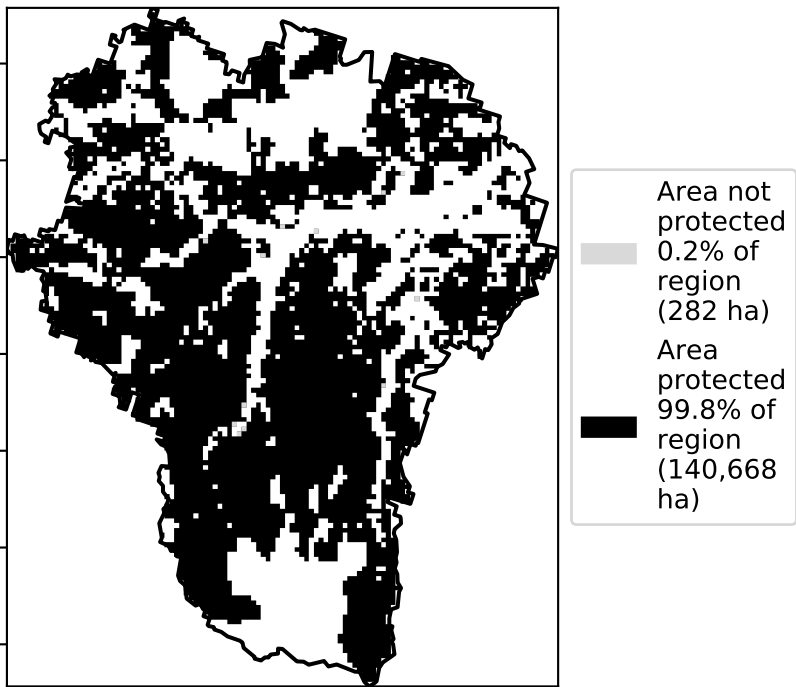 Area not
protected
0.2% of
region
(282 ha)
Area
protected
99.8% of
region
(140,668
ha)